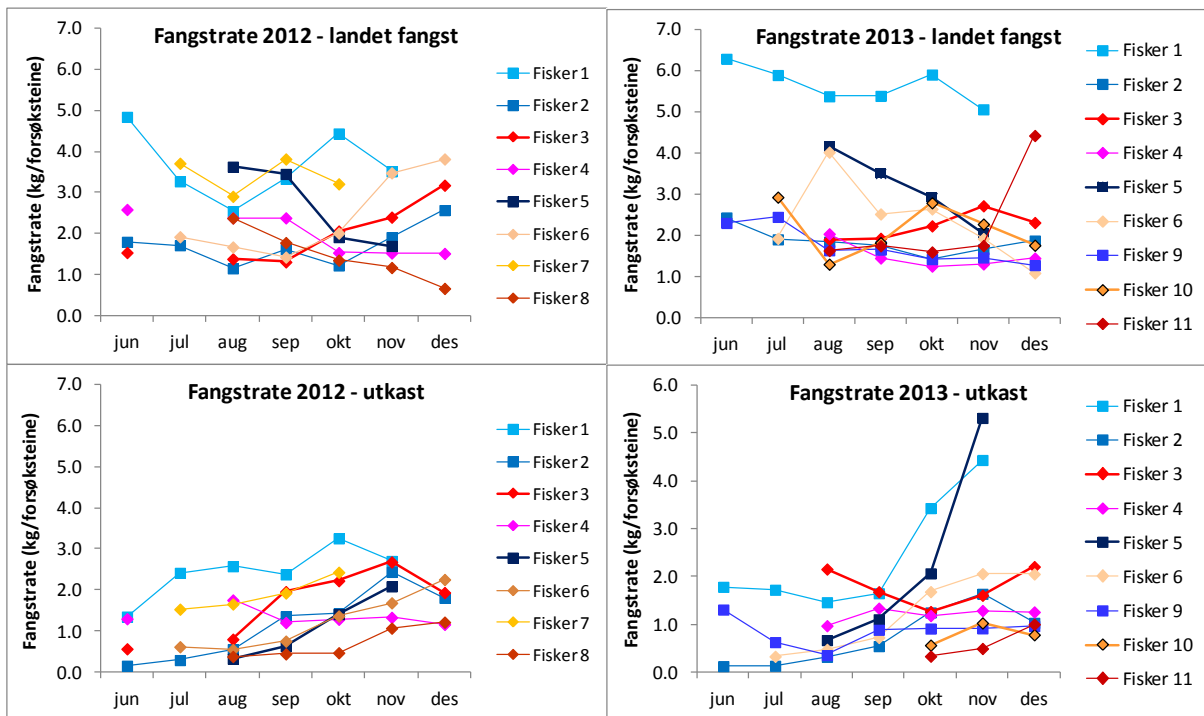 Fangstrate 2012 - landet fangst
Fangstrate (kg/forsøksteine)
7.0
6.0
5.0
4.0
3.0
2.0
1.0
0.0
jun jul aug sep okt nov des
Fisker 1
Fisker 2
Fisker 3
Fisker 4
Fisker 5
Fisker 6
Fisker 7
Fisker 8
Fangstrate 2013 - landet fangst
Fangstrate (kg/forsøksteine)
7.0
6.0
5.0
4.0
3.0
2.0
1.0
0.0
jun jul aug sep okt nov des
Fisker 1
Fisker 2
Fisker 3
Fisker 4
Fisker 5
Fisker 6
Fisker 9
Fisker 10
Fisker 11
Fangstrate 2012 - utkast
Fangstrate (kg/forsøksteine)
7.0
6.0
5.0
4.0
3.0
2.0
1.0
0.0
jun jul aug sep okt nov des
Fisker 1
Fisker 2
Fisker 3
Fisker 4
Fisker 5
Fisker 6
Fisker 7
Fisker 8
Fangstrate 2013 - utkast
Fangstrate (kg/forsøksteine)
6.0
5.0
4.0
3.0
2.0
1.0
0.0
jun jul aug sep okt nov des
Fisker 1
Fisker 2
Fisker 3
Fisker 4
Fisker 5
Fisker 6
Fisker 9
Fisker 10
Fisker 11